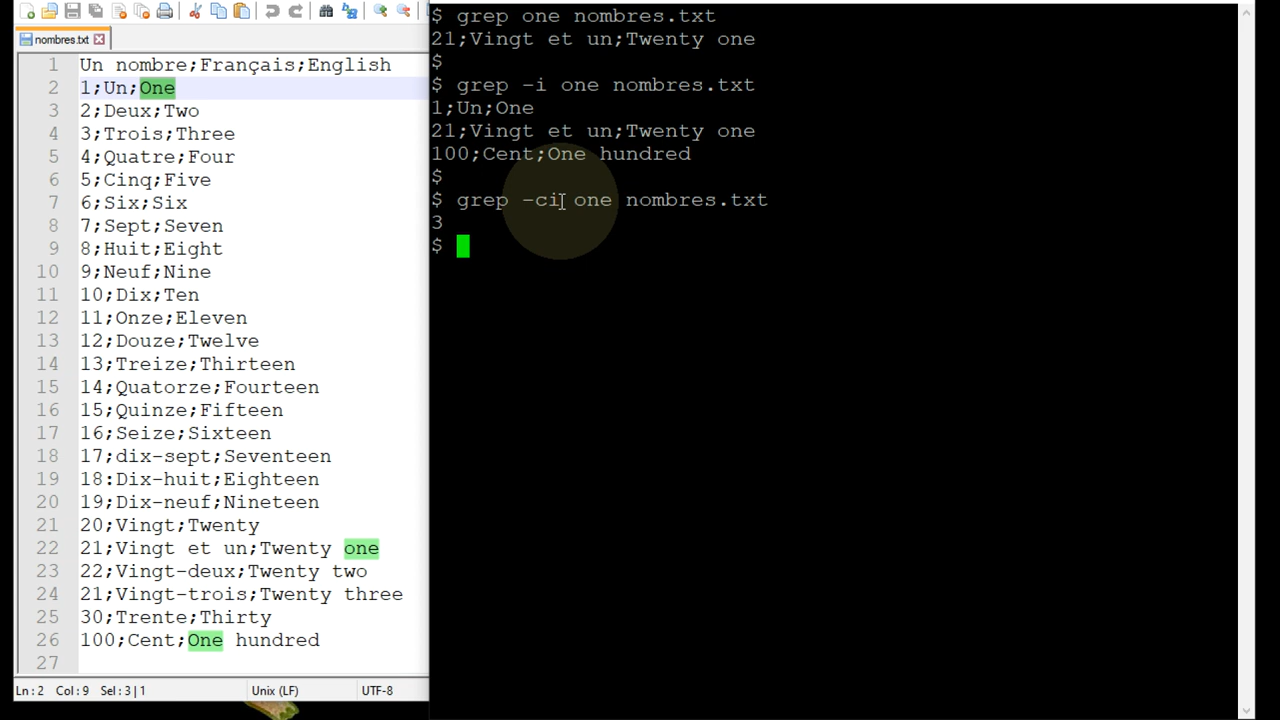 nombres.txt
1 Un nombre;Français;English
2 1;Un;One
3 2;Deux;Two
4 3;Trois;Three
5 4;Quatre;Four
6 5;Cinq;Five
7 6;Six;Six
8 7;Sept;Seven
9 8;Huit;Eight
10 9;Neuf;Nine
11 10;Dix;Ten
12 11;Onze;Eleven
13 12;Douze;Twelve
14 13;Treize;Thirteen
15 14;Quatorze;Fourteen
16 15;Quinze;Fifteen
17 16;Seize;Sixteen
18 17;dix-sept;Seventeen
19 18:Dix-huit;Eighteen
20 19;Dix-neuf;Nineteen
21 20;Vingt;Twenty
22 21;Vingt et un;Twenty one
23 22;Vingt-deux;Twenty two
24 21;Vingt-trois;Twenty three
25 30;Trente;Thirty
26 100;Cent;One hundred
27
Ln:2 Col:9 Sel:3|1 Unix (LF) UTF-8
$ grep one nombres.txt
21;Vingt et un;Twenty one
$
$ grep -i one nombres.txt
1;Un;One
21;Vingt et un;Twenty one
100;Cent;One hundred
$
$ grep -ci one nombres.txt
3
$